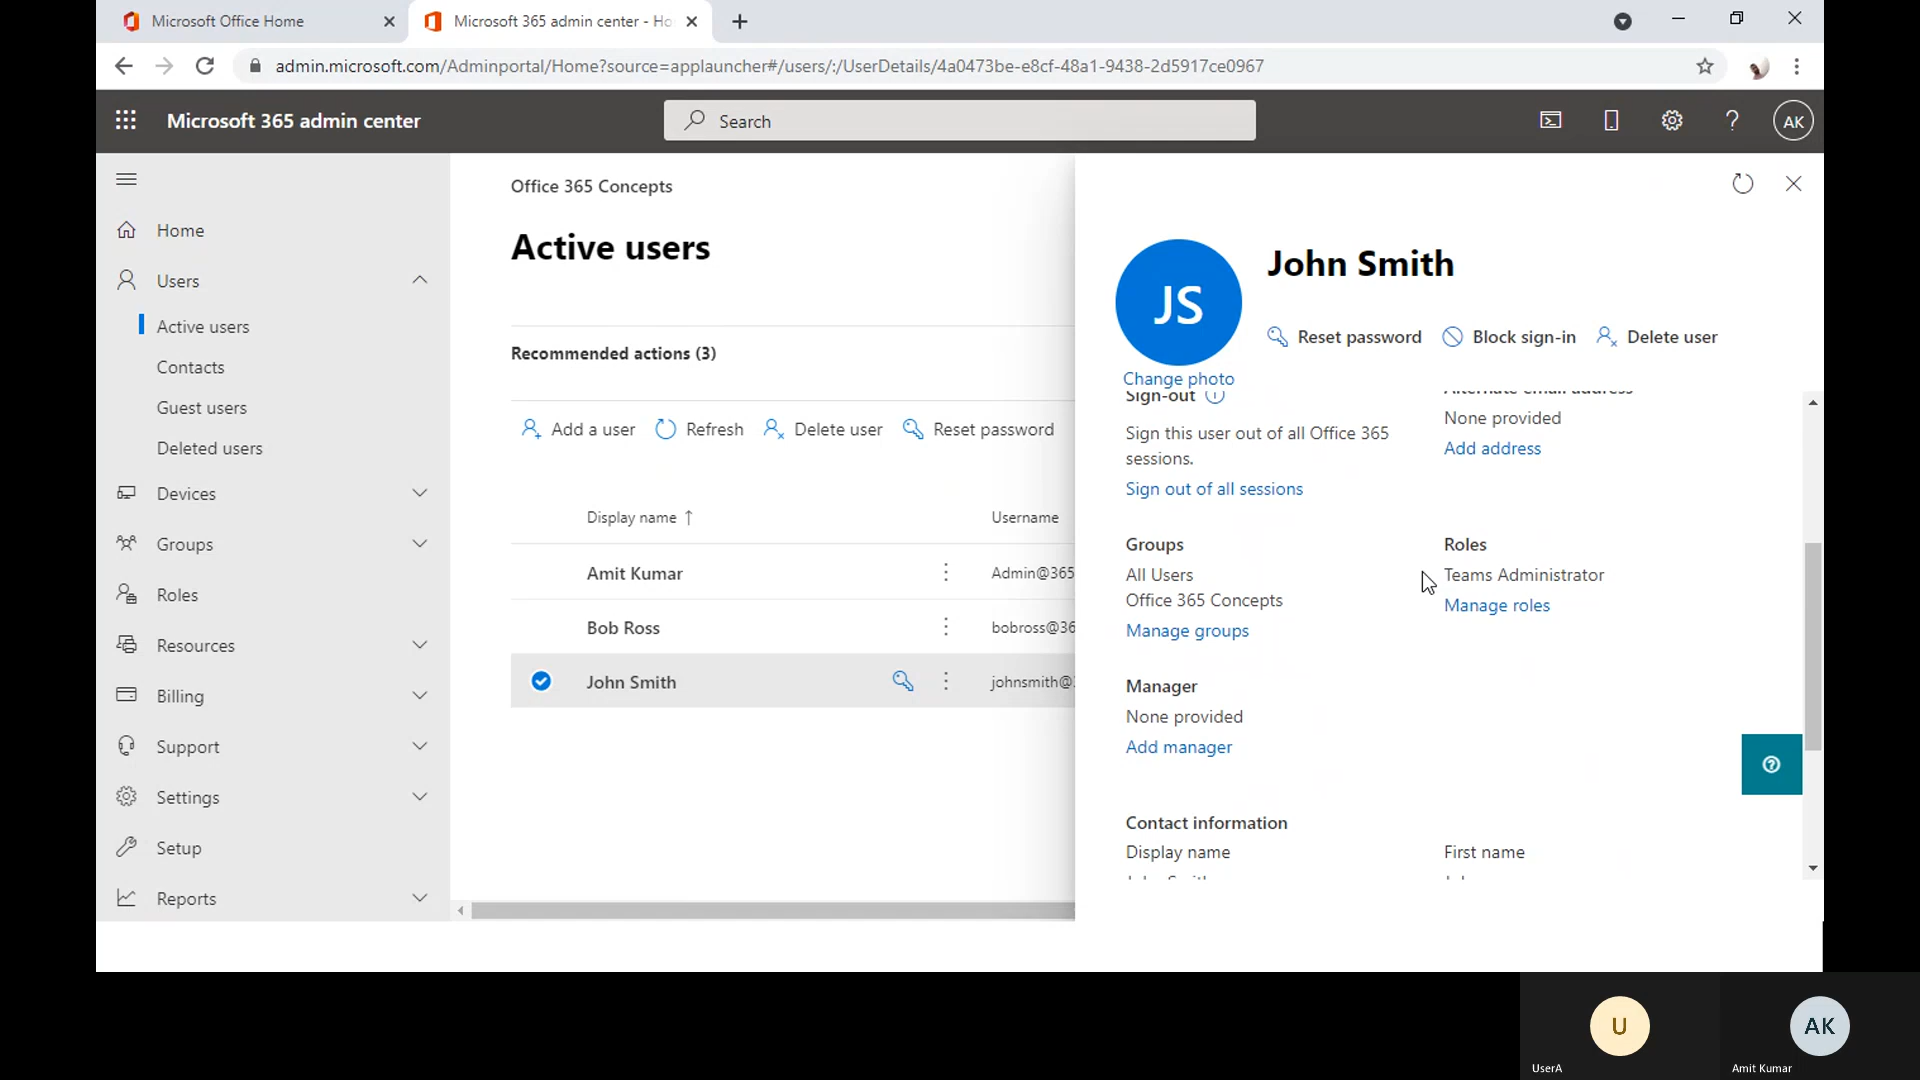 Microsoft Office Home
Microsoft 365 admin center - Ho
admin.microsoft.com/Adminportal/Home?source=applauncher#/users/:/UserDetails/4a0473be-e8cf-48a1-9438-2d5917ce0967
Microsoft 365 admin center
Search
AK
Home
Users
Active users
Contacts
Guest users
Deleted users
Devices
Groups
Roles
Resources
Billing
Support
Settings
Setup
Reports
Office 365 Concepts
Active users
Recommended actions (3)
Add a user
Refresh
Delete user
Reset password
Display name ↑
Username
Amit Kumar
Admin@365
Bob Ross
bobross@36
John Smith
johnsmith@
JS
Change photo
John Smith
Reset password
Block sign-in
Delete user
Sign-out
Sign this user out of all Office 365
sessions.
Sign out of all sessions
Alternate email address
None provided
Add address
Groups
All Users
Office 365 Concepts
Manage groups
Roles
Teams Administrator
Manage roles
Manager
None provided
Add manager
Contact information
Display name
John Smith
First name
U
UserA
AK
Amit Kumar